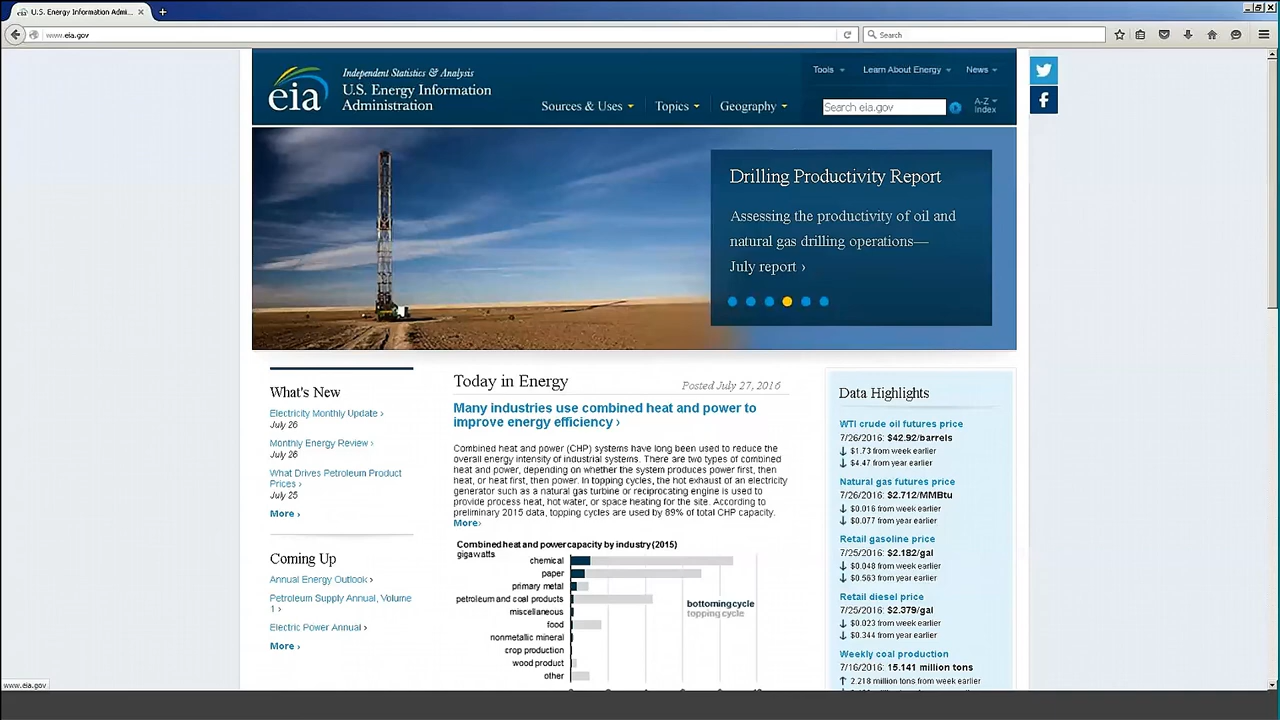 U.S. Energy Information Admi...
www.eia.gov
Search
eia
Independent Statistics & Analysis
U.S. Energy Information
Administration
Tools
Learn About Energy
News
Sources & Uses
Topics
Geography
Search eia.gov
A-Z
Index
Drilling Productivity Report
Assessing the productivity of oil and
natural gas drilling operations—
July report ›
What's New
Electricity Monthly Update ›
July 26
Monthly Energy Review ›
July 26
What Drives Petroleum Product
Prices ›
July 25
More ›
Coming Up
Annual Energy Outlook ›
Petroleum Supply Annual, Volume
1 ›
Electric Power Annual ›
More ›
Today in Energy
Posted July 27, 2016
Many industries use combined heat and power to
improve energy efficiency ›
Combined heat and power (CHP) systems have long been used to reduce the
overall energy intensity of industrial systems. There are two types of combined
heat and power, depending on whether the system produces power first, then
heat, or heat first, then power. In topping cycles, the hot exhaust of an electricity
generator such as a natural gas turbine or reciprocating engine is used to
provide process heat, hot water, or space heating for the site. According to
preliminary 2015 data, topping cycles are used by 89% of total CHP capacity.
More›
Combined heat and power capacity by industry (2015)
gigawatts
chemical
paper
primary metal
petroleum and coal products
miscellaneous
food
nonmetallic mineral
crop production
wood product
other
bottoming cycle
topping cycle
Data Highlights
WTI crude oil futures price
7/26/2016: $42.92/barrels
↓ $1.73 from week earlier
↓ $4.47 from year earlier
Natural gas futures price
7/26/2016: $2.712/MMBtu
↓ $0.016 from week earlier
↓ $0.077 from year earlier
Retail gasoline price
7/25/2016: $2.182/gal
↓ $0.048 from week earlier
↓ $0.563 from year earlier
Retail diesel price
7/25/2016: $2.379/gal
↓ $0.023 from week earlier
↓ $0.344 from year earlier
Weekly coal production
7/16/2016: 15.141 million tons
↑ 2.218 million tons from week earlier
www.eia.gov